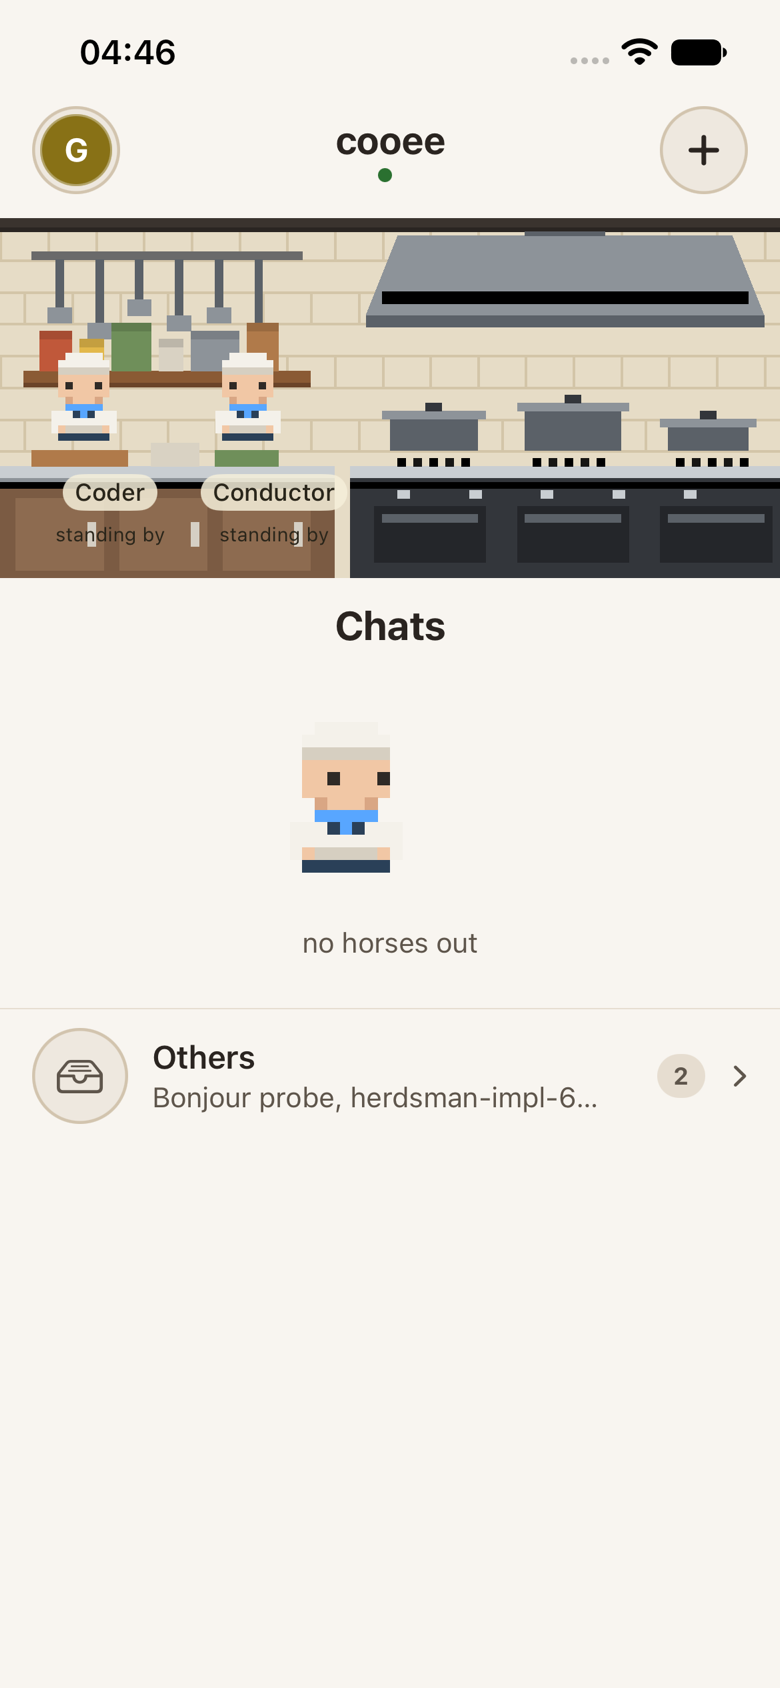 04:46
G
cooee
Coder
Conductor
standing by
standing by
Chats
no horses out
Others
Bonjour probe, herdsman-impl-6...
2